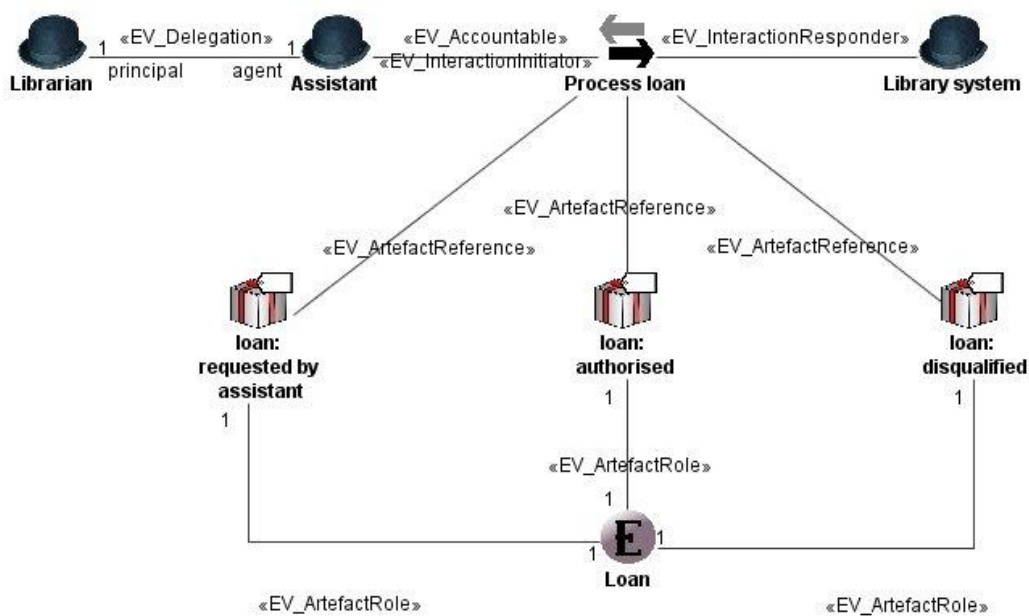 «EV_Delegation»
1
1
principal
agent
Librarian
Assistant
«EV_Accountable»
«EV_InteractionInitiator»
Process loan
«EV_InteractionResponder»
Library system
«EV_ArtefactReference»
«EV_ArtefactReference»
«EV_ArtefactReference»
loan:
requested by
assistant
loan:
authorised
loan:
disqualified
1
1
1
«EV_ArtefactRole»
1
1
E
1
Loan
«EV_ArtefactRole»
«EV_ArtefactRole»